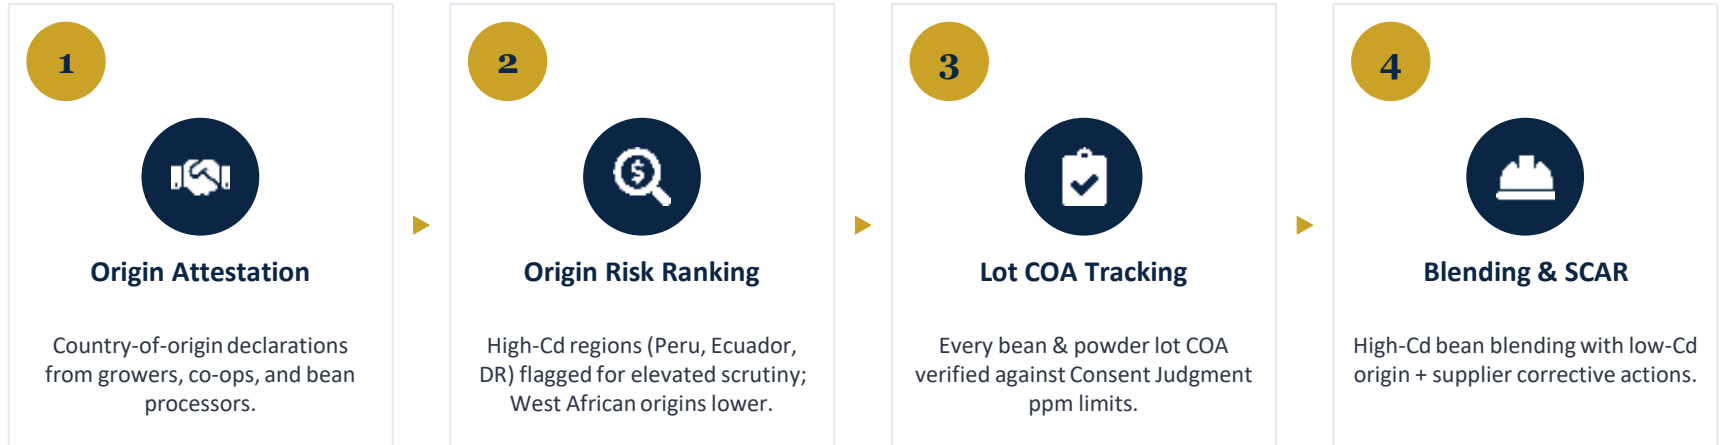 1
Origin Attestation
Country-of-origin declarations
from growers, co-ops, and bean
processors.
2
$
Origin Risk Ranking
High-Cd regions (Peru, Ecuador,
DR) flagged for elevated scrutiny;
West African origins lower.
3
Lot COA Tracking
Every bean & powder lot COA
verified against Consent Judgment
ppm limits.
4
Blending & SCAR
High-Cd bean blending with low-Cd
origin + supplier corrective actions.